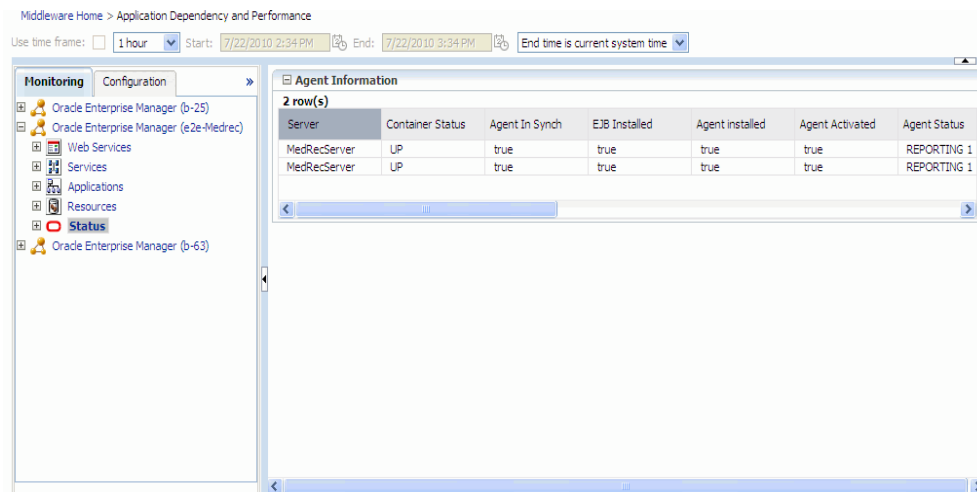 Middleware Home > Application Dependency and Performance
Use time frame: 1 hour Start: 7/22/2010 2:34 PM End: 7/22/2010 3:34 PM End time is current system time
Monitoring Configuration »
Oracle Enterprise Manager (b-25)
Oracle Enterprise Manager (e2e-Medrec)
Web Services
Services
Applications
Resources
Status
Oracle Enterprise Manager (b-63)
Agent Information
2 row(s)
Server Container Status Agent In Synch EJB Installed Agent installed Agent Activated Agent Status
MedRecServer UP true true true true REPORTING 1
MedRecServer UP true true true true REPORTING 1